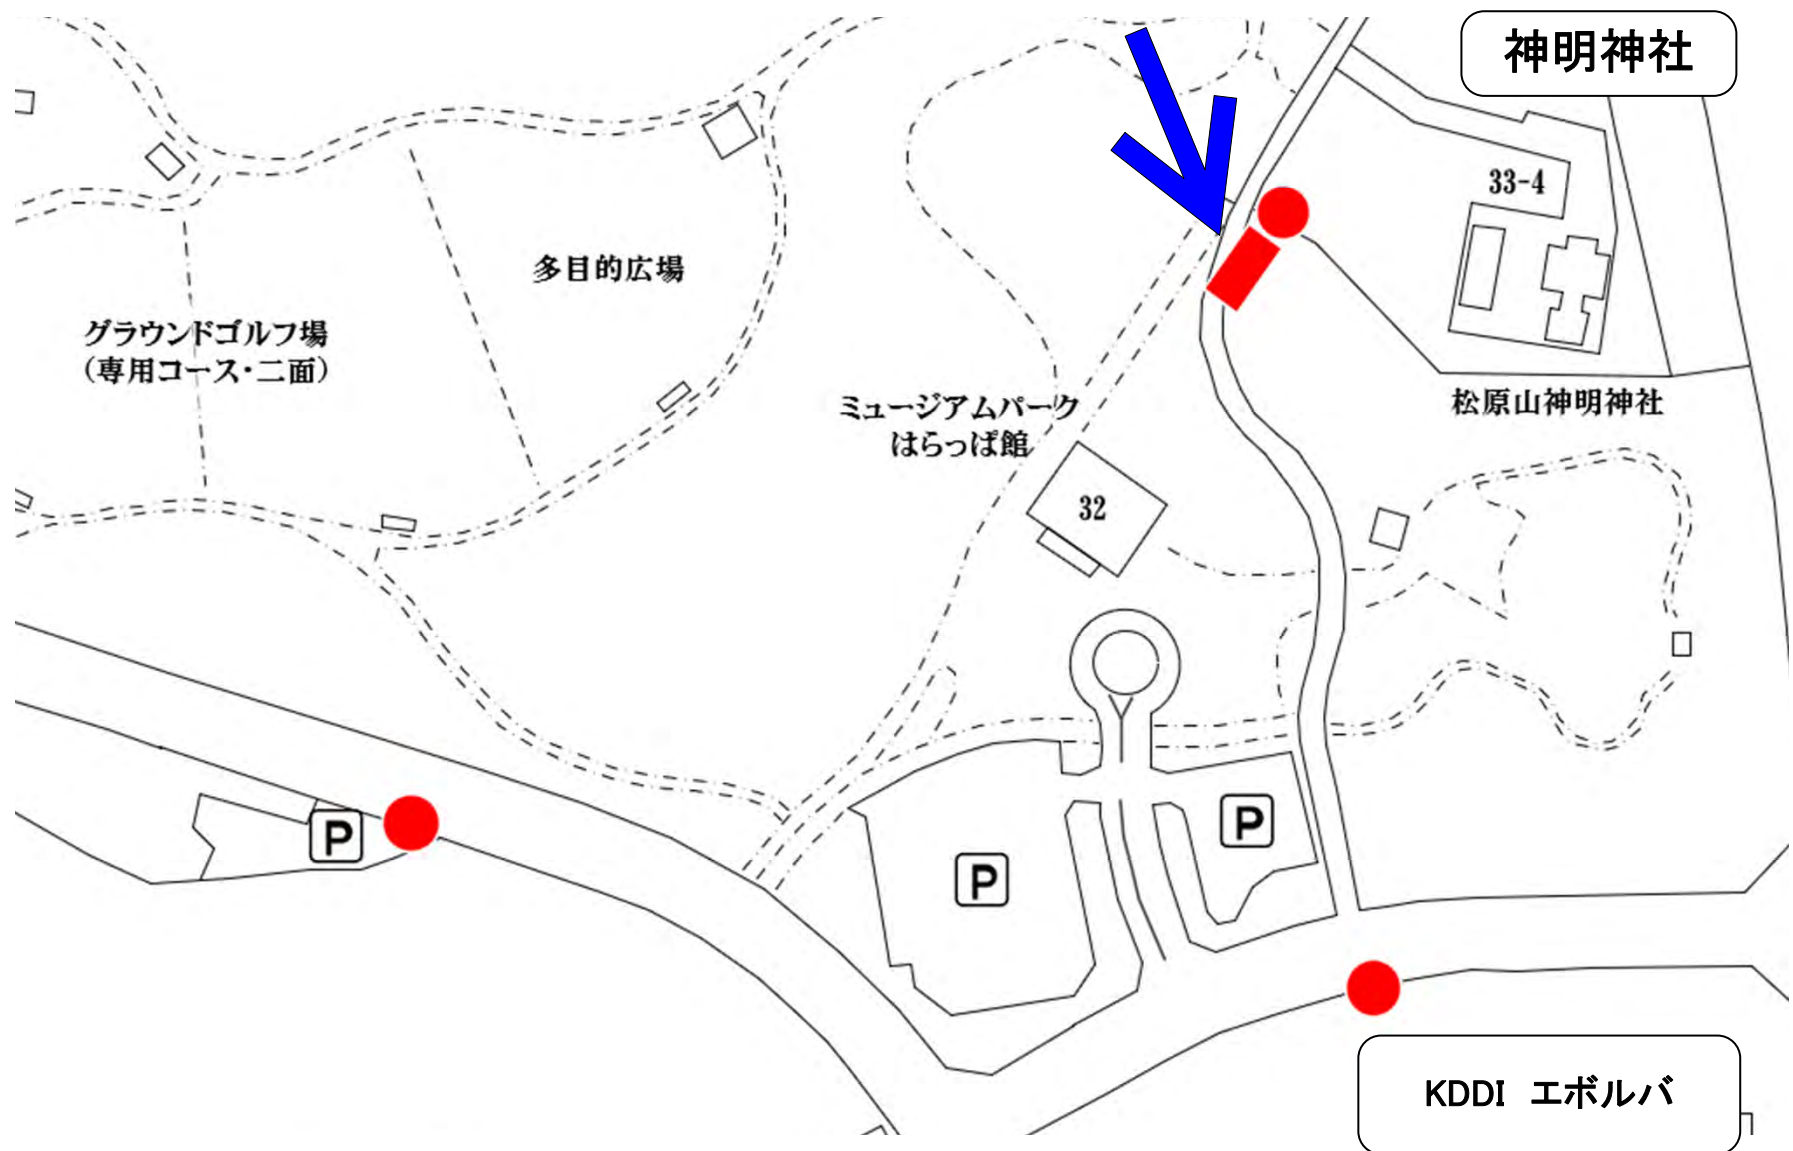 神明神社
33-4
多目的広場
グラウンドゴルフ場
（専用コース・二面）
ミュージアムパーク
はらっぱ館
松原山神明神社
32
P
P
P
KDDI エボルバ